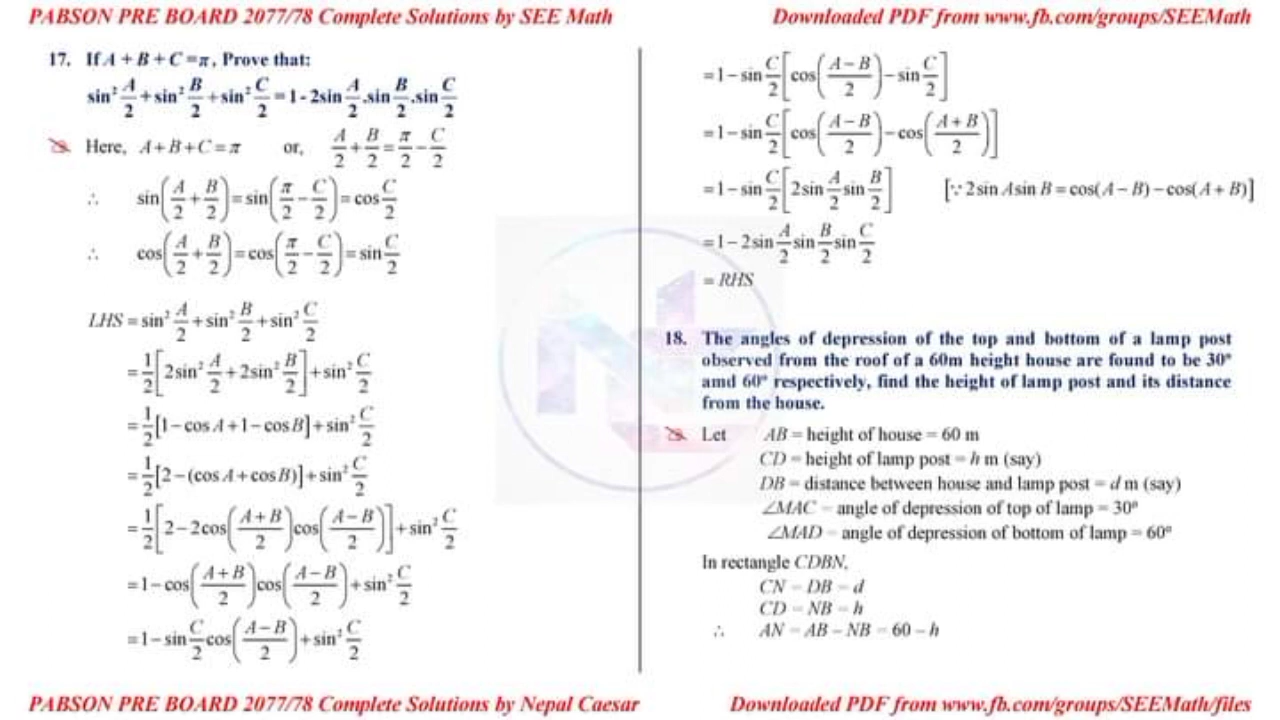 PABSON PRE BOARD 2077/78 Complete Solutions by SEE Math
Downloaded PDF from www.fb.com/groups/SEEMath
17. If A + B + C = π, Prove that:
sin² A/2 + sin² B/2 + sin² C/2 = 1 - 2sin A/2 .sin B/2 .sin C/2
Here, A + B + C = π or, A/2 + B/2 = π/2 − C/2
∴ sin(A/2 + B/2) = sin(π/2 − C/2) = cos C/2
∴ cos(A/2 + B/2) = cos(π/2 − C/2) = sin C/2
LHS = sin² A/2 + sin² B/2 + sin² C/2
= 1/2[2sin² A/2 + 2sin² B/2] + sin² C/2
= 1/2[1 − cos A + 1 − cos B] + sin² C/2
= 1/2[2 − (cos A + cos B)] + sin² C/2
= 1/2[2 − 2cos((A + B)/2)cos((A − B)/2)] + sin² C/2
= 1 − cos((A + B)/2)cos((A − B)/2) + sin² C/2
= 1 − sin C/2 cos((A − B)/2) + sin² C/2
= 1 − sin C/2[cos((A − B)/2) − sin C/2]
= 1 − sin C/2[cos((A − B)/2) − cos((A + B)/2)]
= 1 − sin C/2[2sin A/2 sin B/2] [∵ 2sin A sin B = cos(A − B) − cos(A + B)]
= 1 − 2sin A/2 sin B/2 sin C/2
= RHS
18. The angles of depression of the top and bottom of a lamp post
observed from the roof of a 60m height house are found to be 30°
amd 60° respectively, find the height of lamp post and its distance
from the house.
Let AB = height of house = 60 m
CD = height of lamp post = h m (say)
DB = distance between house and lamp post = d m (say)
∠MAC = angle of depression of top of lamp = 30°
∠MAD = angle of depression of bottom of lamp = 60°
In rectangle CDBN,
CN = DB = d
CD = NB = h
∴ AN = AB − NB = 60 − h
PABSON PRE BOARD 2077/78 Complete Solutions by Nepal Caesar
Downloaded PDF from www.fb.com/groups/SEEMath/files